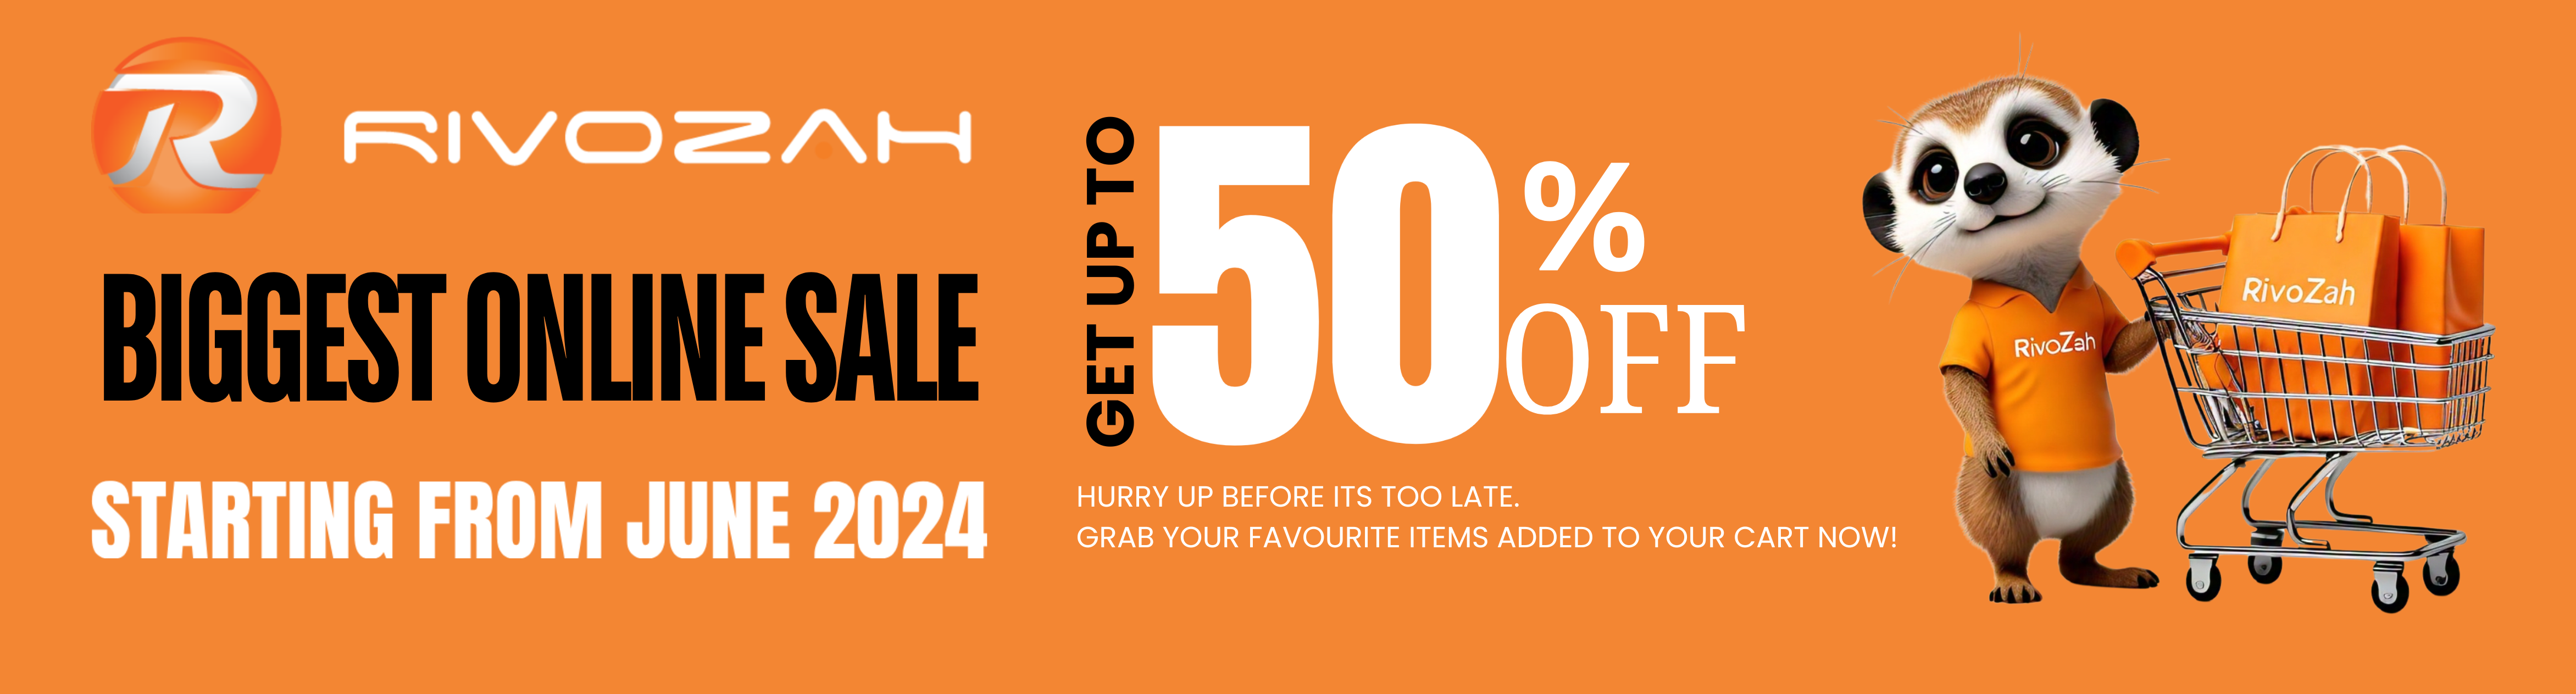 R
RIVOZAH
BIGGEST ONLINE SALE
STARTING FROM JUNE 2024
GET UP TO
50%
OFF
HURRY UP BEFORE ITS TOO LATE.
GRAB YOUR FAVOURITE ITEMS ADDED TO YOUR CART NOW!
RivoZah
RivoZah